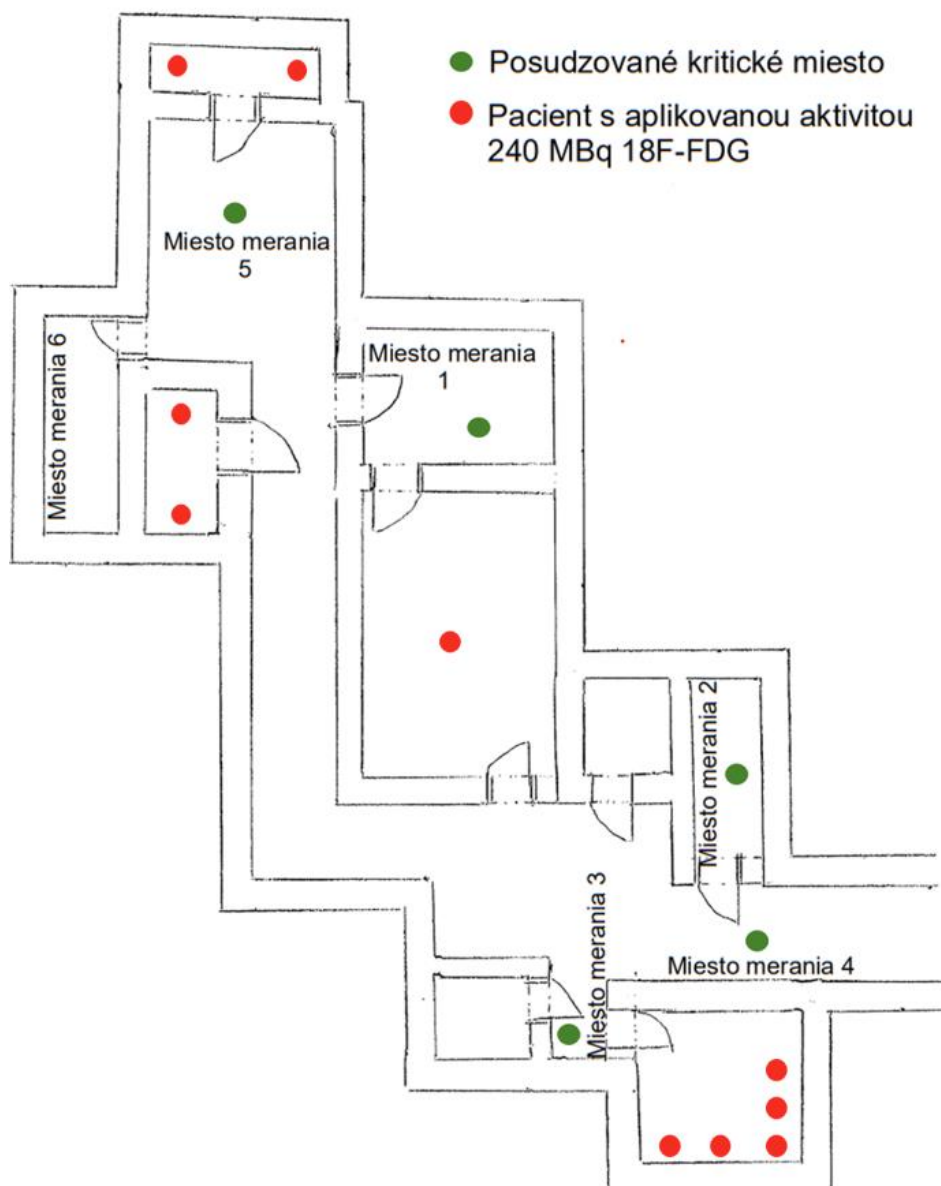 Posudzované kritické miesto
Pacient s aplikovanou aktivitou
240 MBq 18F-FDG
Miesto merania
5
Miesto merania 6
Miesto merania
1
Miesto merania 2
Miesto merania 3
Miesto merania 4